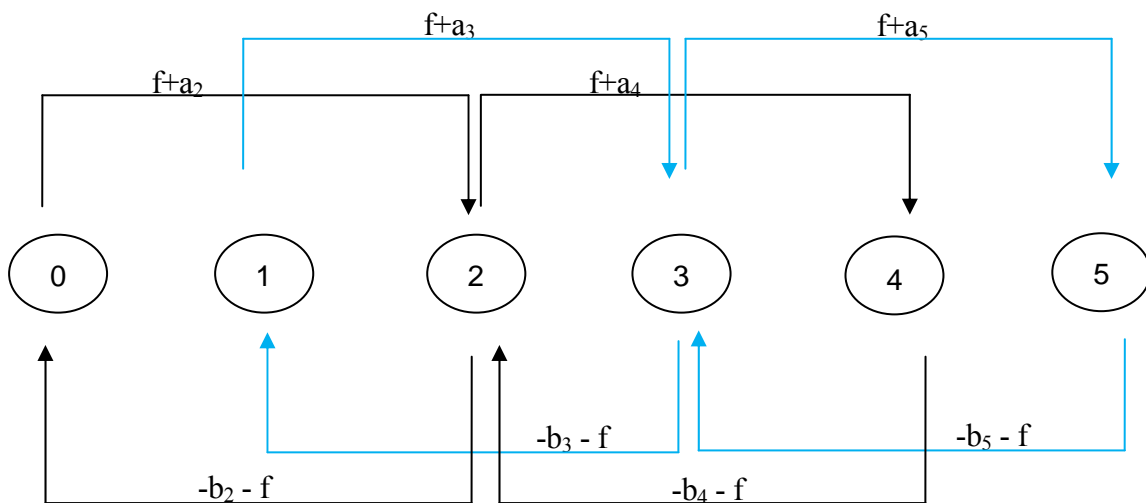 f+a₃
f+a₅
f+a₂
f+a₄
0
1
2
3
4
5
-b₃ - f
-b₅ - f
-b₂ - f
-b₄ - f